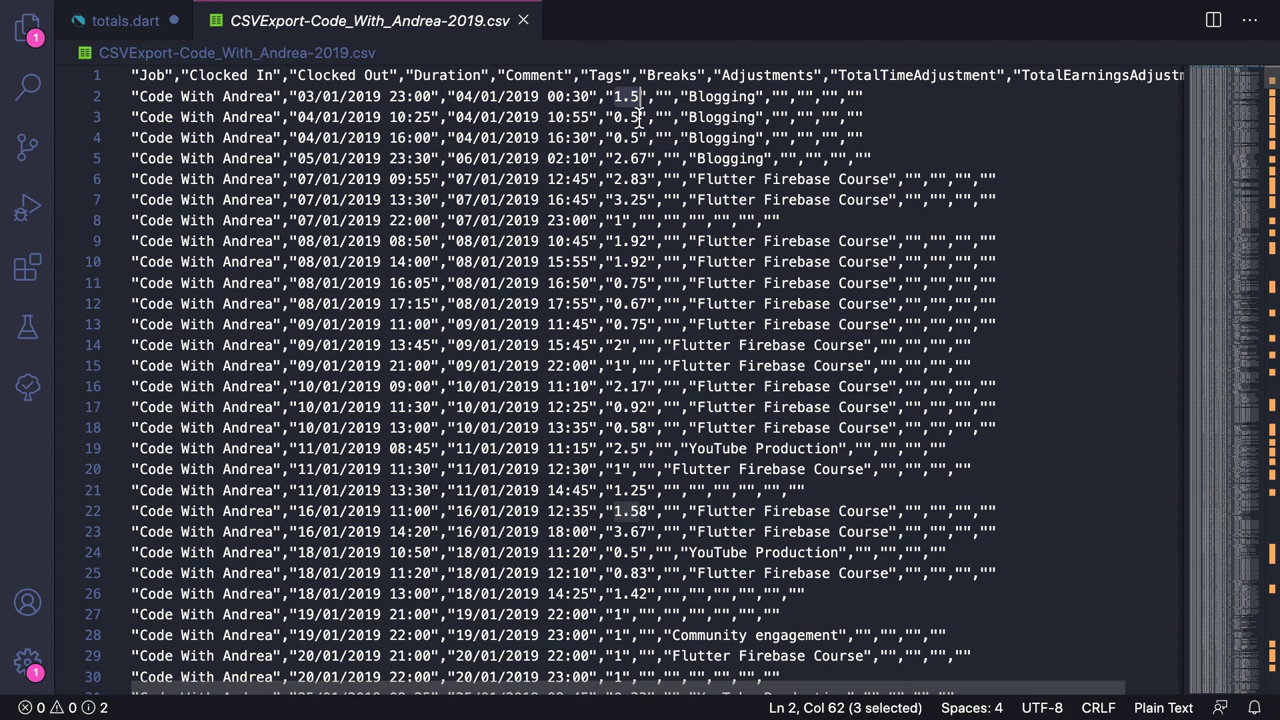 totals.dart
CSVExport-Code_With_Andrea-2019.csv
CSVExport-Code_With_Andrea-2019.csv
1 "Job","Clocked In","Clocked Out","Duration","Comment","Tags","Breaks","Adjustments","TotalTimeAdjustment","TotalEarningsAdjustm
2 "Code With Andrea","03/01/2019 23:00","04/01/2019 00:30","1.5","","Blogging","","","",""
3 "Code With Andrea","04/01/2019 10:25","04/01/2019 10:55","0.5","","Blogging","","","",""
4 "Code With Andrea","04/01/2019 16:00","04/01/2019 16:30","0.5","","Blogging","","","",""
5 "Code With Andrea","05/01/2019 23:30","06/01/2019 02:10","2.67","","Blogging","","","",""
6 "Code With Andrea","07/01/2019 09:55","07/01/2019 12:45","2.83","","Flutter Firebase Course","","","",""
7 "Code With Andrea","07/01/2019 13:30","07/01/2019 16:45","3.25","","Flutter Firebase Course","","","",""
8 "Code With Andrea","07/01/2019 22:00","07/01/2019 23:00","1","","","","","",""
9 "Code With Andrea","08/01/2019 08:50","08/01/2019 10:45","1.92","","Flutter Firebase Course","","","",""
10 "Code With Andrea","08/01/2019 14:00","08/01/2019 15:55","1.92","","Flutter Firebase Course","","","",""
11 "Code With Andrea","08/01/2019 16:05","08/01/2019 16:50","0.75","","Flutter Firebase Course","","","",""
12 "Code With Andrea","08/01/2019 17:15","08/01/2019 17:55","0.67","","Flutter Firebase Course","","","",""
13 "Code With Andrea","09/01/2019 11:00","09/01/2019 11:45","0.75","","Flutter Firebase Course","","","",""
14 "Code With Andrea","09/01/2019 13:45","09/01/2019 15:45","2","","Flutter Firebase Course","","","",""
15 "Code With Andrea","09/01/2019 21:00","09/01/2019 22:00","1","","Flutter Firebase Course","","","",""
16 "Code With Andrea","10/01/2019 09:00","10/01/2019 11:10","2.17","","Flutter Firebase Course","","","",""
17 "Code With Andrea","10/01/2019 11:30","10/01/2019 12:25","0.92","","Flutter Firebase Course","","","",""
18 "Code With Andrea","10/01/2019 13:00","10/01/2019 13:35","0.58","","Flutter Firebase Course","","","",""
19 "Code With Andrea","11/01/2019 08:45","11/01/2019 11:15","2.5","","YouTube Production","","","",""
20 "Code With Andrea","11/01/2019 11:30","11/01/2019 12:30","1","","Flutter Firebase Course","","","",""
21 "Code With Andrea","11/01/2019 13:30","11/01/2019 14:45","1.25","","","","","",""
22 "Code With Andrea","16/01/2019 11:00","16/01/2019 12:35","1.58","","Flutter Firebase Course","","","",""
23 "Code With Andrea","16/01/2019 14:20","16/01/2019 18:00","3.67","","Flutter Firebase Course","","","",""
24 "Code With Andrea","18/01/2019 10:50","18/01/2019 11:20","0.5","","YouTube Production","","","",""
25 "Code With Andrea","18/01/2019 11:20","18/01/2019 12:10","0.83","","Flutter Firebase Course","","","",""
26 "Code With Andrea","18/01/2019 13:00","18/01/2019 14:25","1.42","","","","","",""
27 "Code With Andrea","19/01/2019 21:00","19/01/2019 22:00","1","","","","","",""
28 "Code With Andrea","19/01/2019 22:00","19/01/2019 23:00","1","","Community engagement","","","",""
29 "Code With Andrea","20/01/2019 21:00","20/01/2019 22:00","1","","Flutter Firebase Course","","","",""
30 "Code With Andrea","20/01/2019 22:00","20/01/2019 23:00","1","","","","","",""
1
1
0 0 2
Ln 2, Col 62 (3 selected) Spaces: 4 UTF-8 CRLF Plain Text